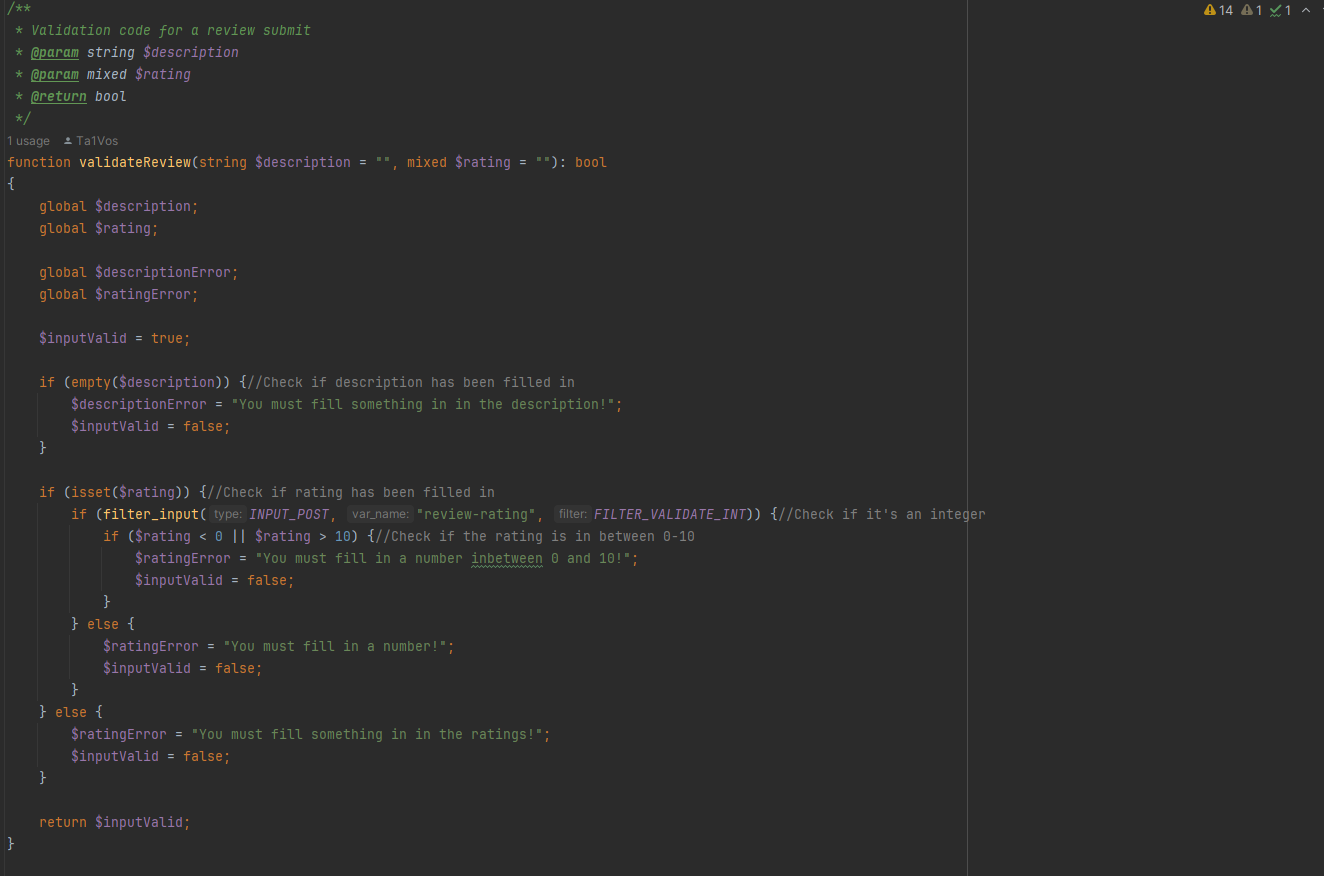 /**
14 1 1
* Validation code for a review submit
* @param string $description
* @param mixed $rating
* @return bool
*/
1 usage Ta1Vos
function validateReview(string $description = "", mixed $rating = ""): bool
{
global $description;
global $rating;
global $descriptionError;
global $ratingError;
$inputValid = true;
if (empty($description)) {//Check if description has been filled in
$descriptionError = "You must fill something in in the description!";
$inputValid = false;
}
if (isset($rating)) {//Check if rating has been filled in
if (filter_input( type: INPUT_POST, var_name: "review-rating", filter: FILTER_VALIDATE_INT)) {//Check if it's an integer
if ($rating < 0 || $rating > 10) {//Check if the rating is in between 0-10
$ratingError = "You must fill in a number inbetween 0 and 10!";
$inputValid = false;
}
} else {
$ratingError = "You must fill in a number!";
$inputValid = false;
}
} else {
$ratingError = "You must fill something in in the ratings!";
$inputValid = false;
}
return $inputValid;
}